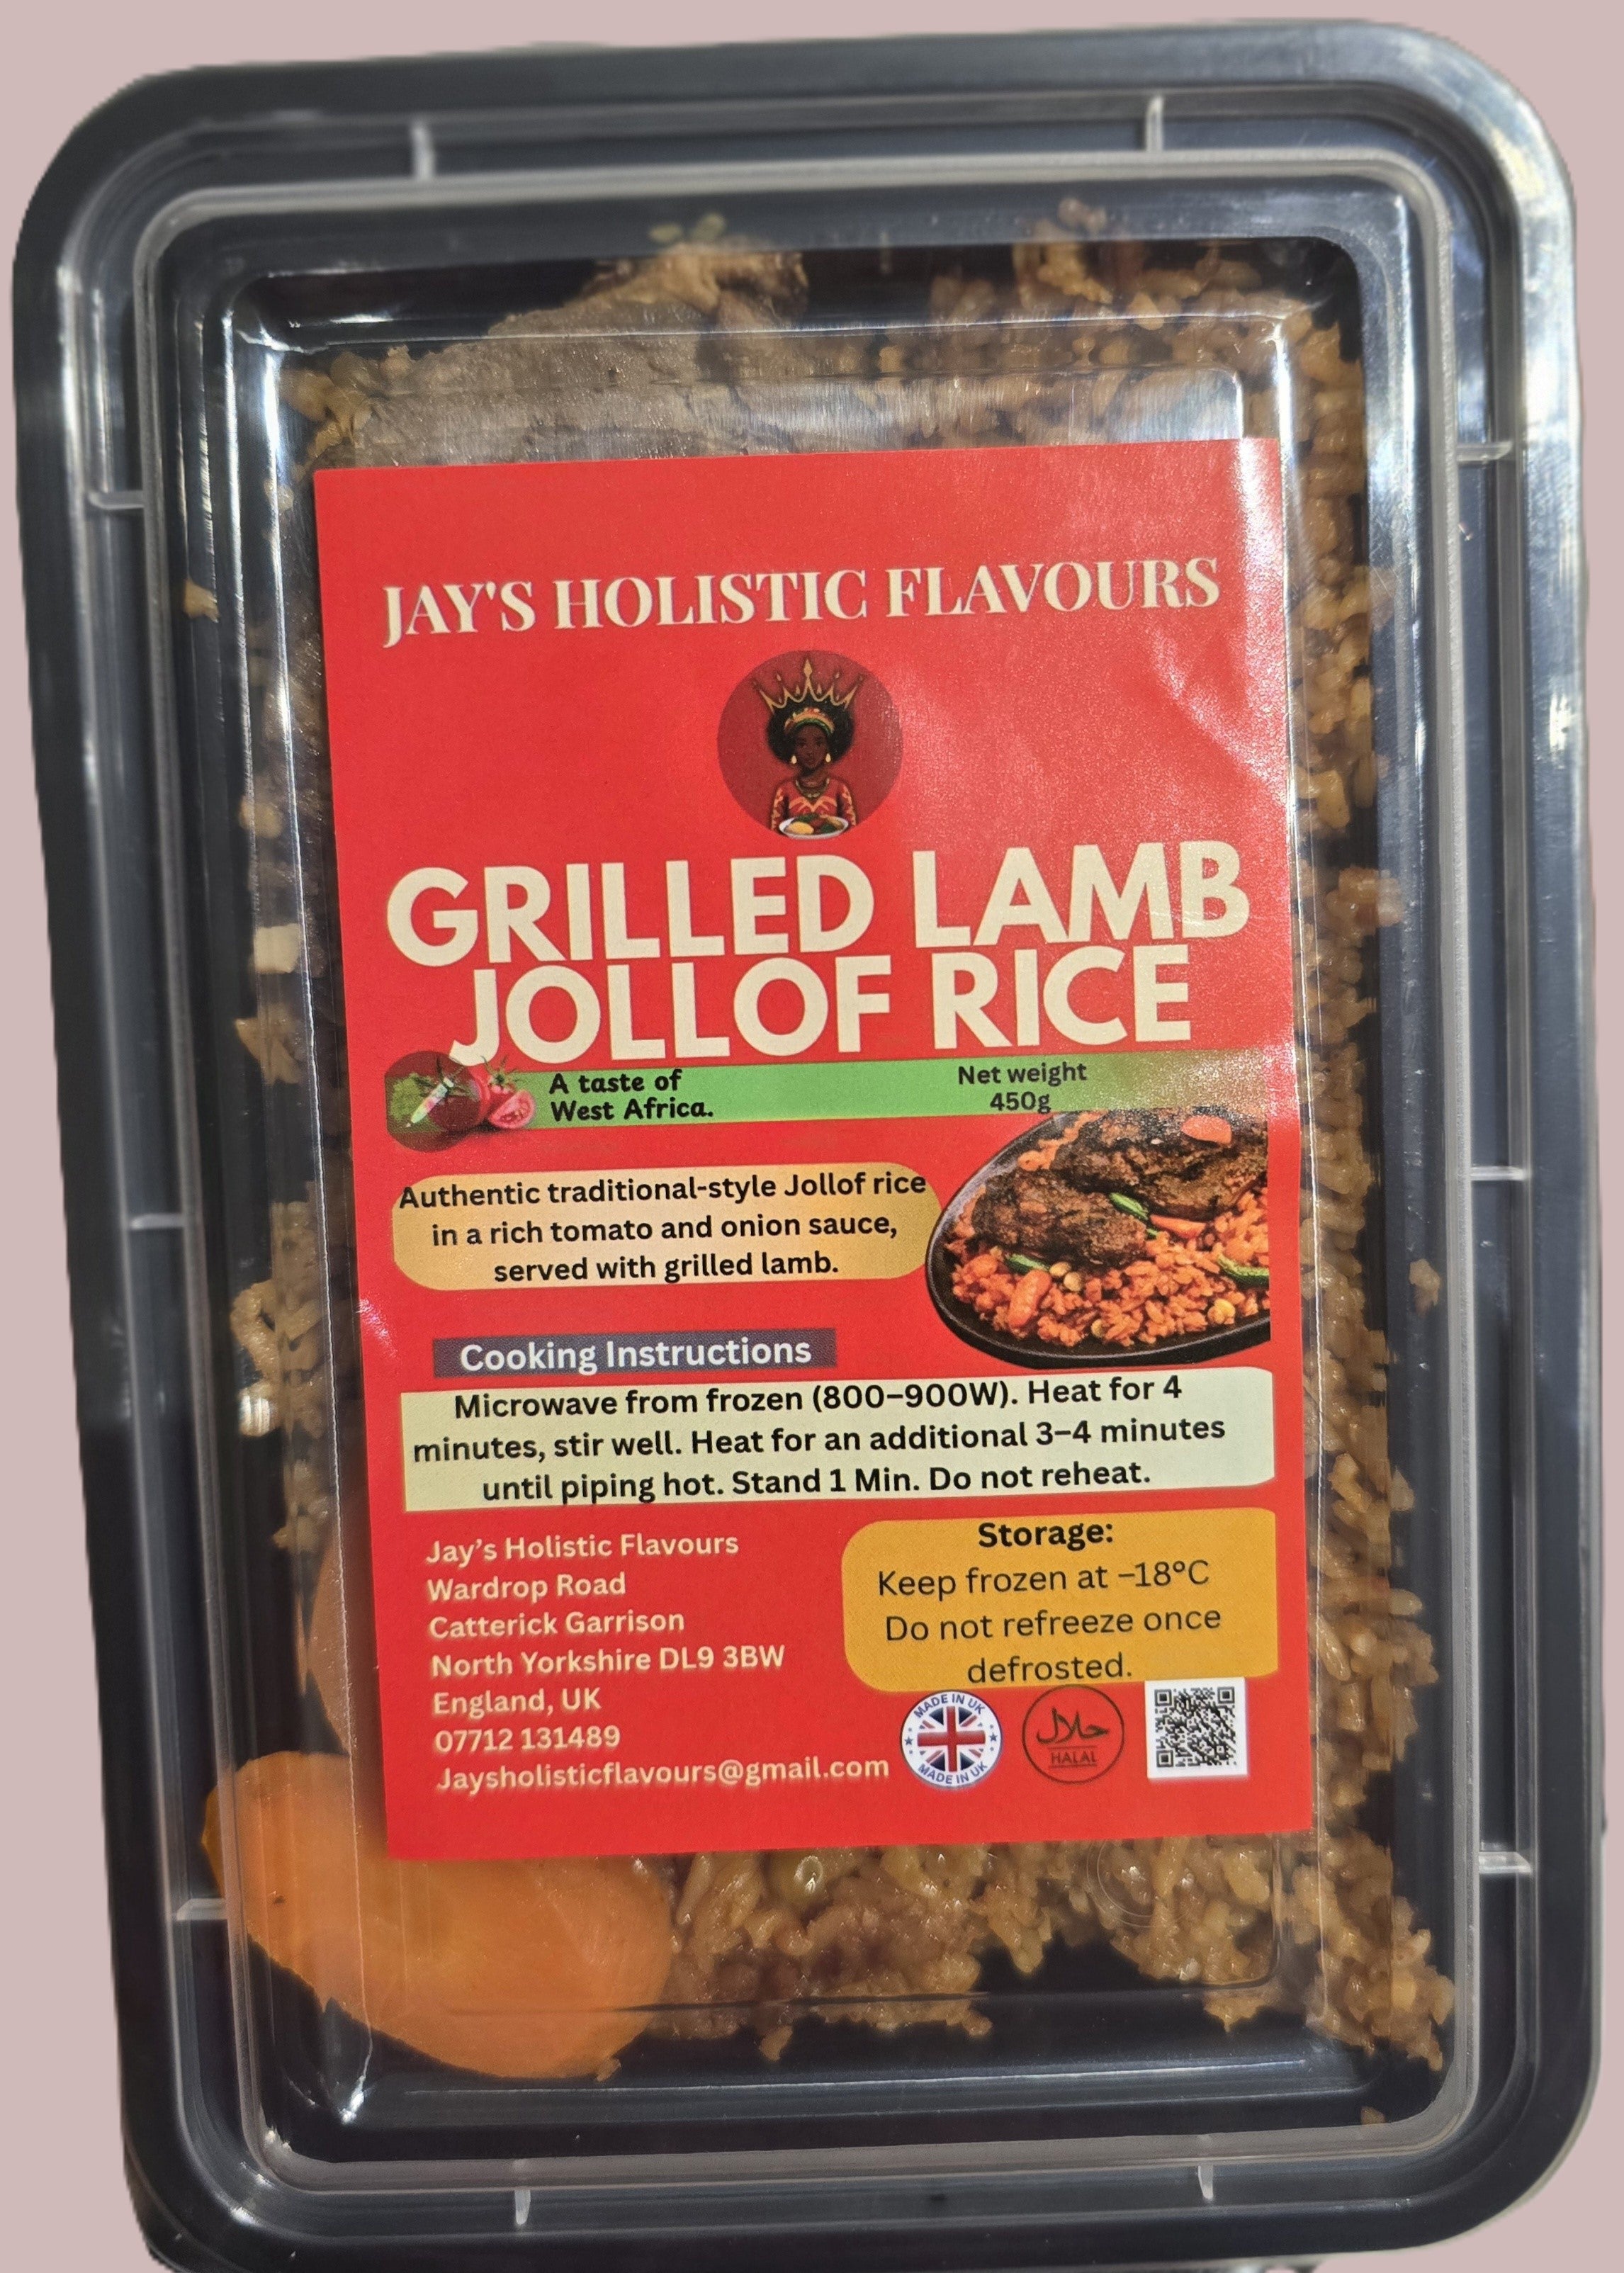 JAY'S HOLISTIC FLAVOURS
GRILLED LAMB
JOLLOF RICE
A taste of
West Africa.
Net weight
450g
Authentic traditional-style Jollof rice
in a rich tomato and onion sauce,
served with grilled lamb.
Cooking Instructions
Microwave from frozen (800–900W). Heat for 4
minutes, stir well. Heat for an additional 3–4 minutes
until piping hot. Stand 1 Min. Do not reheat.
Jay’s Holistic Flavours
Wardrop Road
Catterick Garrison
North Yorkshire DL9 3BW
England, UK
07712 131489
Jaysholisticflavours@gmail.com
Storage:
Keep frozen at –18°C
Do not refreeze once
defrosted.
MADE IN UK
MADE IN UK
حلال
HALAL